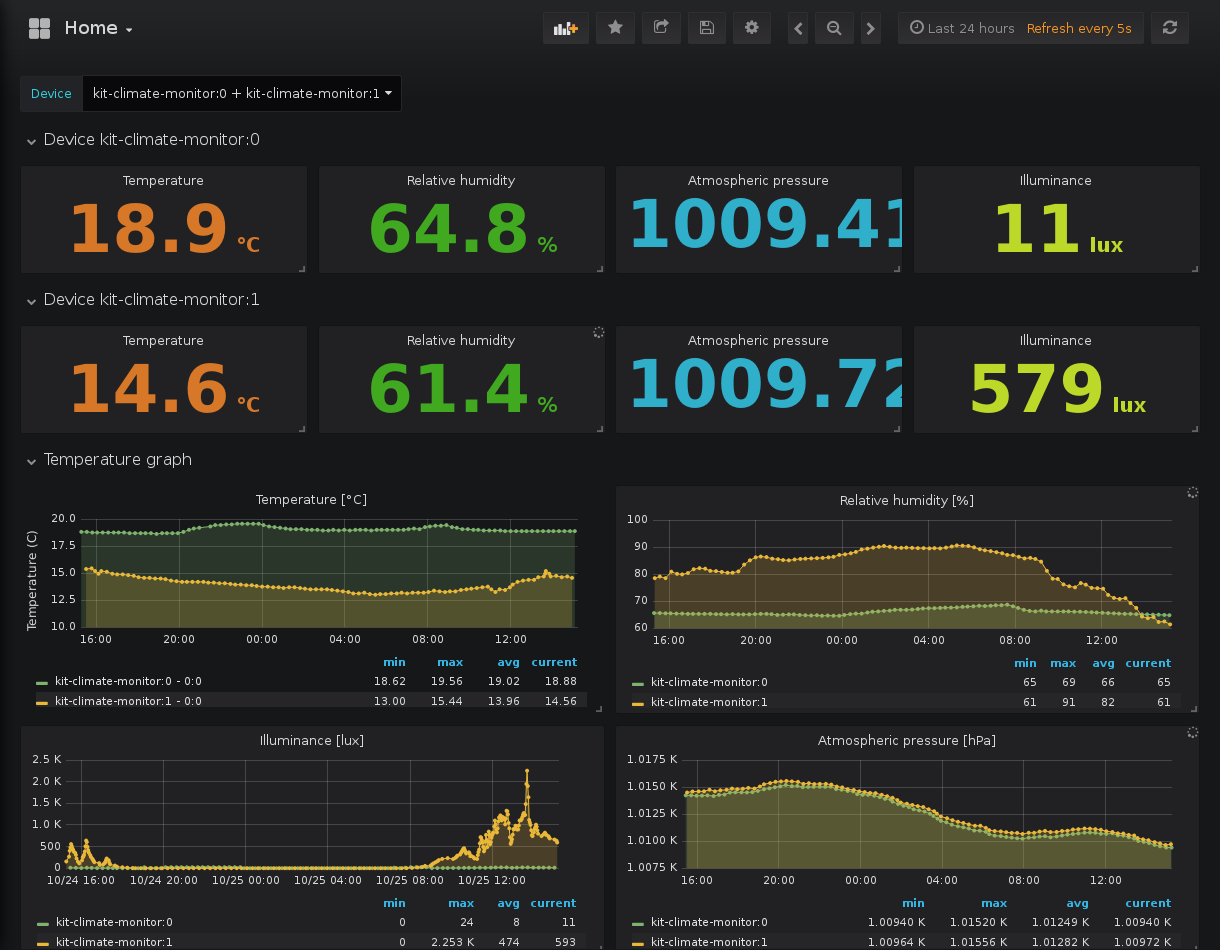 Home
Last 24 hours Refresh every 5s
Device kit-climate-monitor:0 + kit-climate-monitor:1
Device kit-climate-monitor:0
Temperature Relative humidity Atmospheric pressure Illuminance
18.9 °C 64.8 % 1009.41 11 lux
Device kit-climate-monitor:1
Temperature Relative humidity Atmospheric pressure Illuminance
14.6 °C 61.4 % 1009.72 579 lux
Temperature graph
Temperature [°C]
Temperature (C)
20.0
17.5
15.0
12.5
10.0
16:00 20:00 00:00 04:00 08:00 12:00
min max avg current
kit-climate-monitor:0 - 0:0 18.62 19.56 19.02 18.88
kit-climate-monitor:1 - 0:0 13.00 15.44 13.96 14.56
Relative humidity [%]
100
90
80
70
60
16:00 20:00 00:00 04:00 08:00 12:00
min max avg current
kit-climate-monitor:0 65 69 66 65
kit-climate-monitor:1 61 91 82 61
Illuminance [lux]
2.5 K
2.0 K
1.5 K
1.0 K
500
0
10/24 16:00 10/24 20:00 10/25 00:00 10/25 04:00 10/25 08:00 10/25 12:00
min max avg current
kit-climate-monitor:0 0 24 8 11
kit-climate-monitor:1 0 2.253 K 474 593
Atmospheric pressure [hPa]
1.0175 K
1.0150 K
1.0125 K
1.0100 K
1.0075 K
16:00 20:00 00:00 04:00 08:00 12:00
min max avg current
kit-climate-monitor:0 1.00940 K 1.01520 K 1.01249 K 1.00940 K
kit-climate-monitor:1 1.00964 K 1.01556 K 1.01282 K 1.00972 K